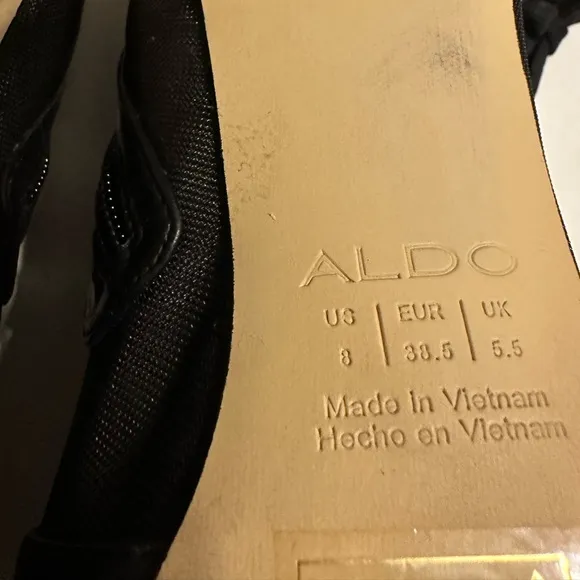 ALDO
US | EUR | UK
8 | 38.5 | 5.5
Made in Vietnam
Hecho en Vietnam